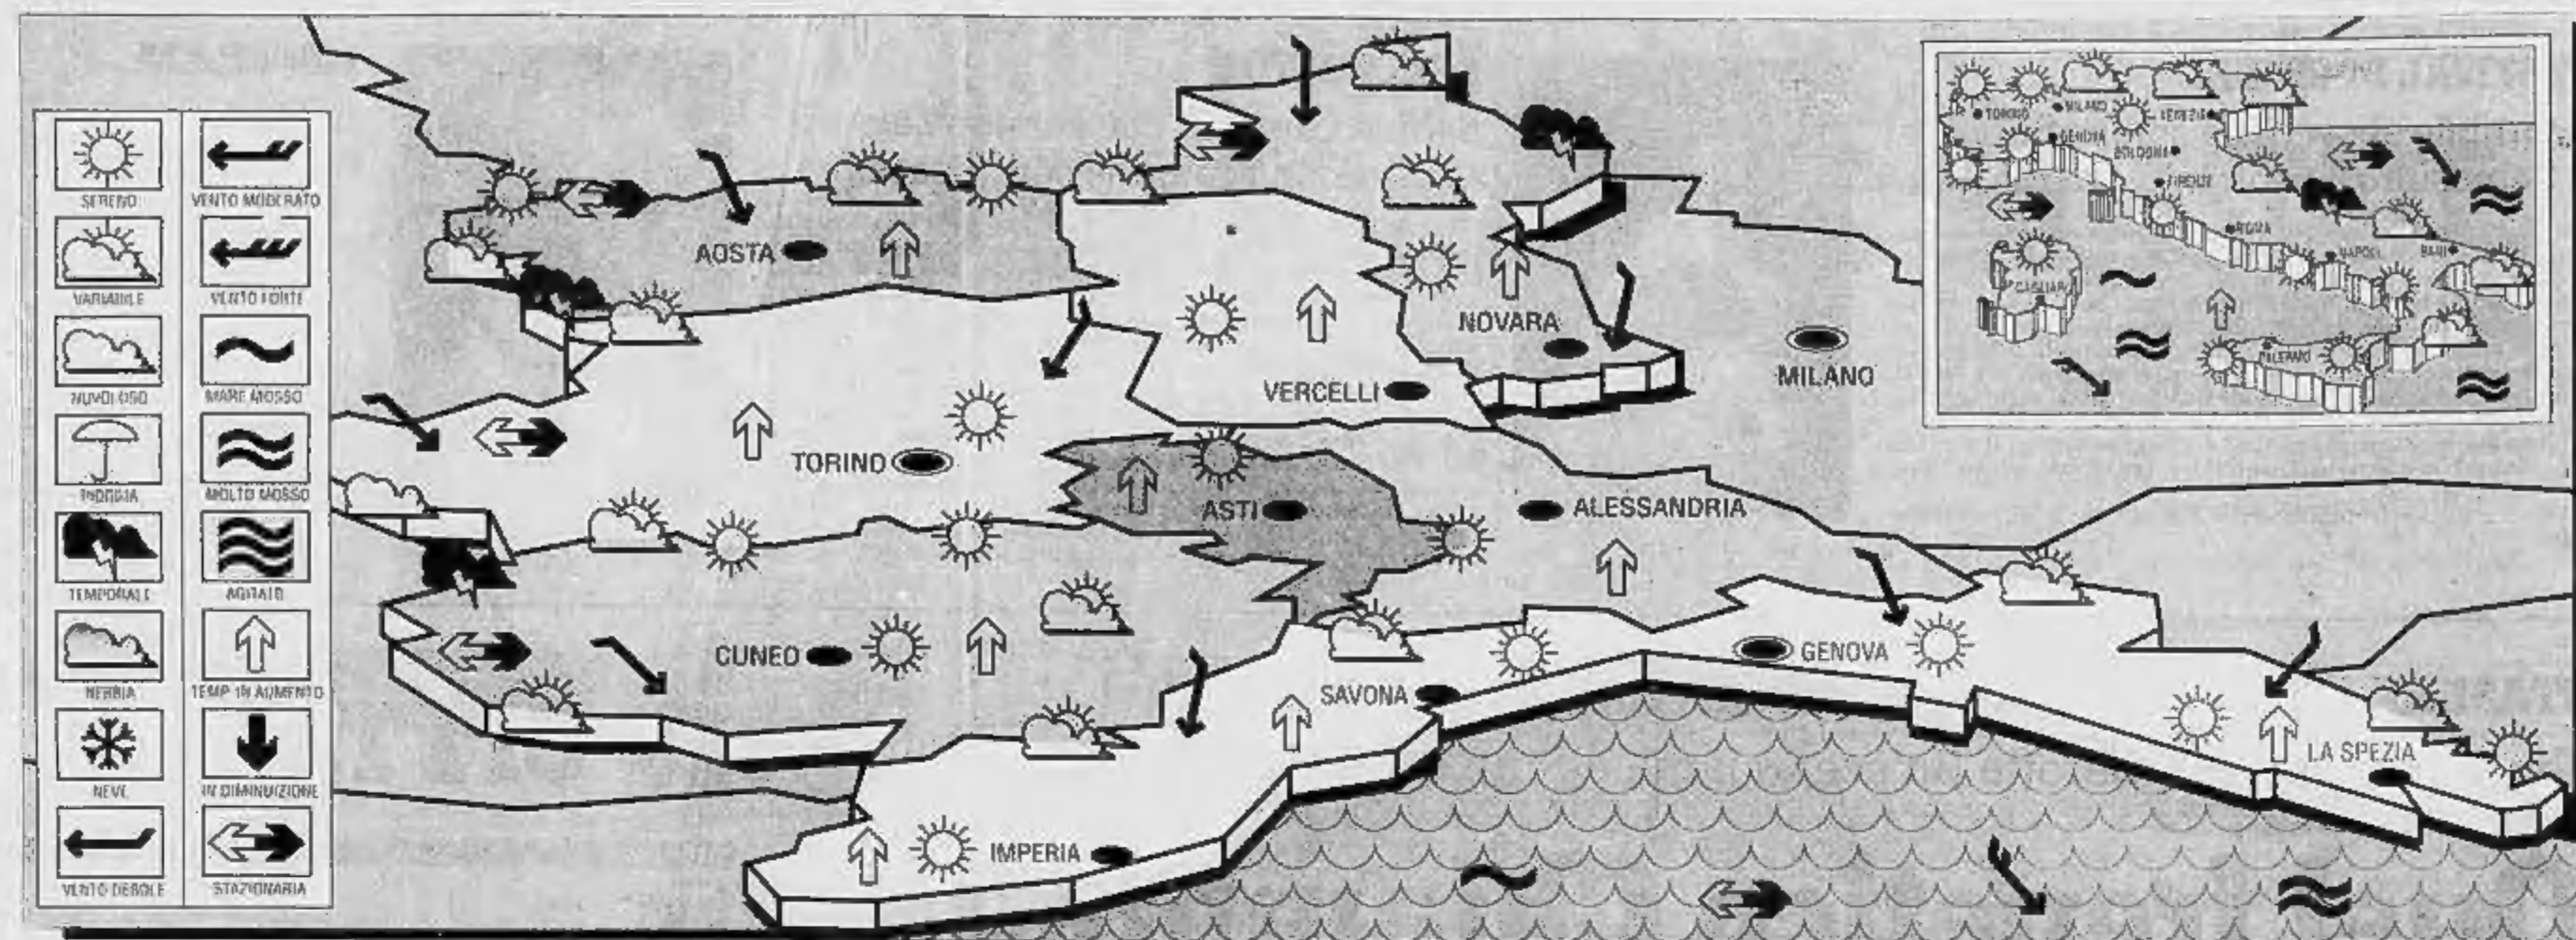 SERENO
VENTO MODERATO
VARIABILE
VENTO FORTE
NUVOLOSO
MARE MOSSO
PIOGGIA
MOLTO MOSSO
TEMPORALE
AGITATO
NEBBIA
TEMP. IN AUMENTO
NEVE
IN DIMINUIZIONE
VENTO DEBOLE
STAZIONARIA
AOSTA
NOVARA
VERCELLI
MILANO
TORINO
ASTI
ALESSANDRIA
CUNEO
GENOVA
SAVONA
LA SPEZIA
IMPERIA
TORINO
MILANO
VENEZIA
GENOVA
BOLOGNA
FIRENZE
ROMA
NAPOLI
BARI
CAGLIARI
PALERMO